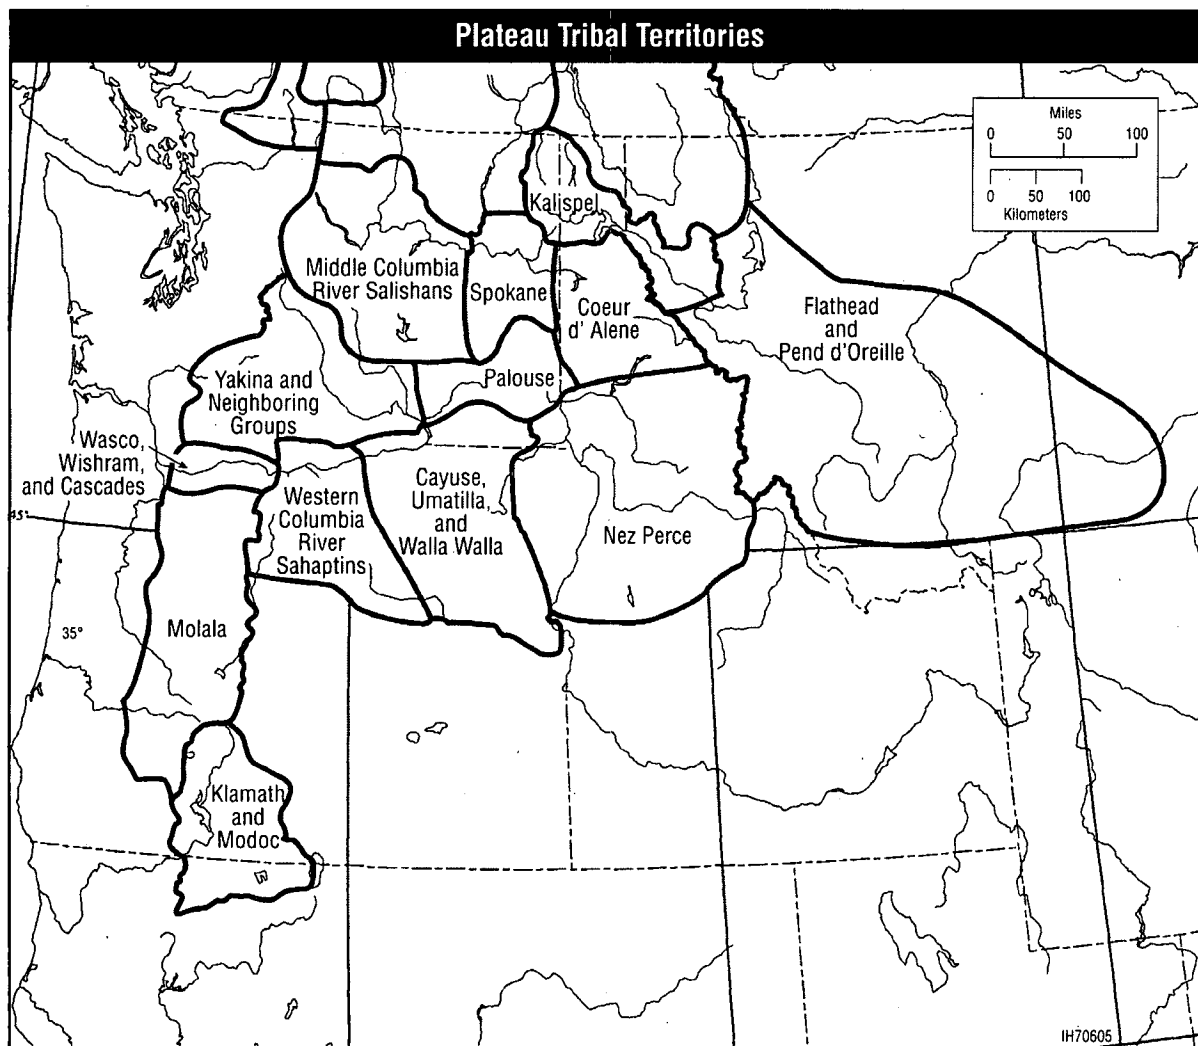 Plateau Tribal Territories
Miles
0 50 100
0 50 100
Kilometers
Kalispel
Middle Columbia
River Salishans
Spokane
Coeur
d' Alene
Flathead
and
Pend d'Oreille
Yakina and
Neighboring
Groups
Palouse
Wasco,
Wishram,
and Cascades
Western
Columbia
River
Sahaptins
Cayuse,
Umatilla,
and
Walla Walla
Nez Perce
45°
35°
Molala
Klamath
and
Modoc
IH70605